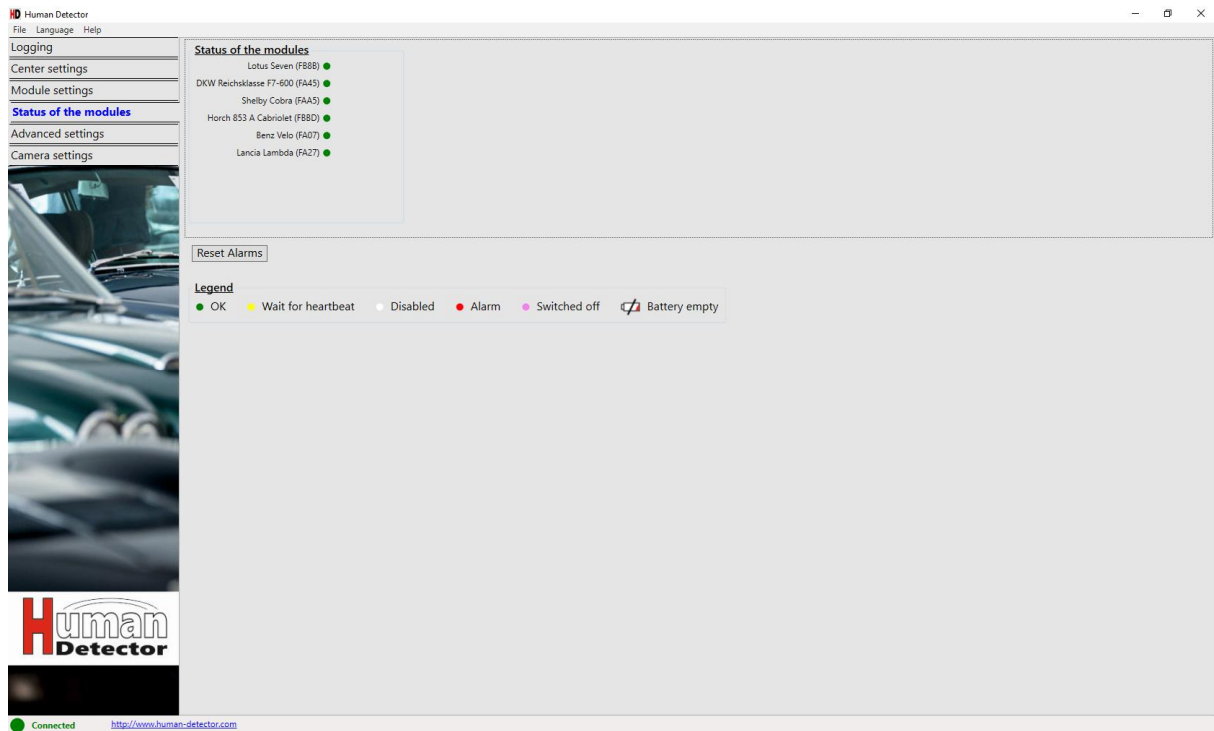 HD Human Detector
File Language Help
Logging
Center settings
Module settings
Status of the modules
Advanced settings
Camera settings
Status of the modules
Lotus Seven (FB8B)
DKW Reichsklasse F7-600 (FA45)
Shelby Cobra (FAA5)
Horch 853 A Cabriolet (FB8D)
Benz Velo (FA07)
Lancia Lambda (FA27)
Reset Alarms
Legend
OK Wait for heartbeat Disabled Alarm Switched off Battery empty
Human
Detector
Connected http://www.human-detector.com